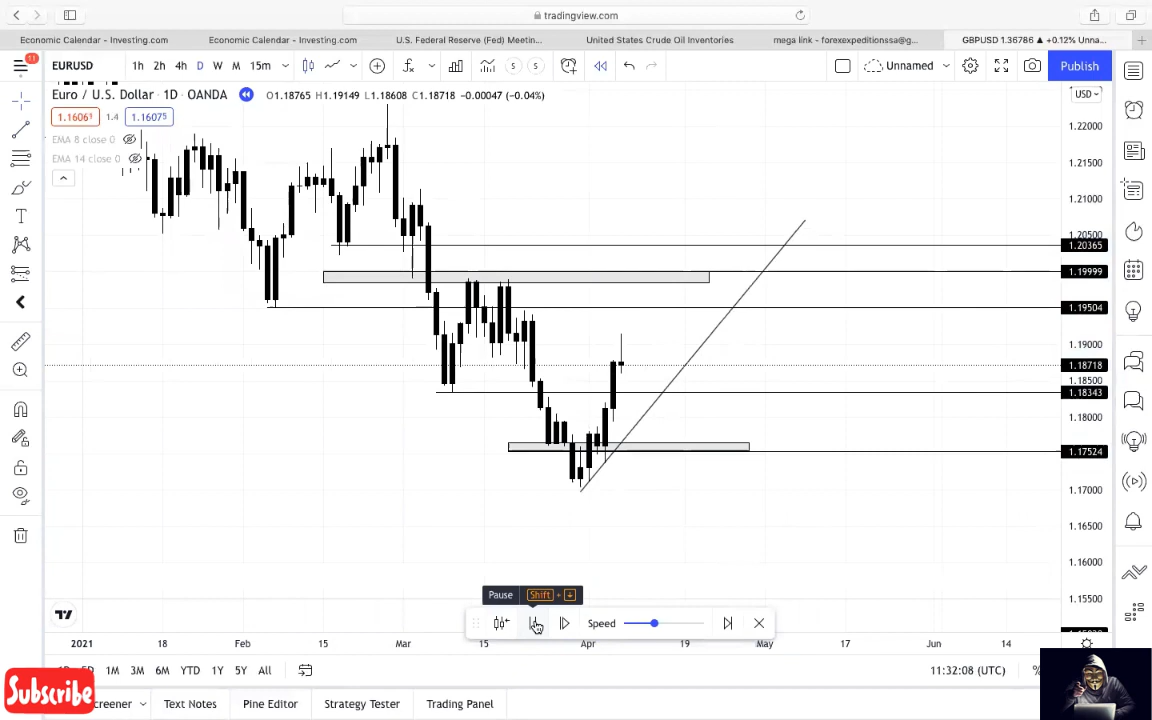 tradingview.com
Economic Calendar - Investing.com
Economic Calendar - Investing.com
U.S. Federal Reserve (Fed) Meetin...
United States Crude Oil Inventories
mega link - forexexpeditionssa@g...
GBPUSD 1.36786 ▲ +0.12% Unna...
11
EURUSD
1h 2h 4h D W M 15m
S S
Unnamed
Publish
Euro / U.S. Dollar · 1D · OANDA
O1.18765 H1.19149 L1.18608 C1.18718 −0.00047 (−0.04%)
USD
1.16061 1.4 1.16075
EMA 8 close 0
EMA 14 close 0
1.22000
1.21500
1.21000
1.20500
1.20365
1.19999
1.19504
1.19000
1.18718
1.18500
1.18343
1.18000
1.17524
1.17000
1.16500
1.16000
1.15500
Pause Shift + ↓
Speed
2021 18 Feb 15 Mar 15 Apr 19 May 17 Jun 14
5D 1M 3M 6M YTD 1Y 5Y All
11:32:08 (UTC)
%
Subscribe
creener
Text Notes
Pine Editor
Strategy Tester
Trading Panel